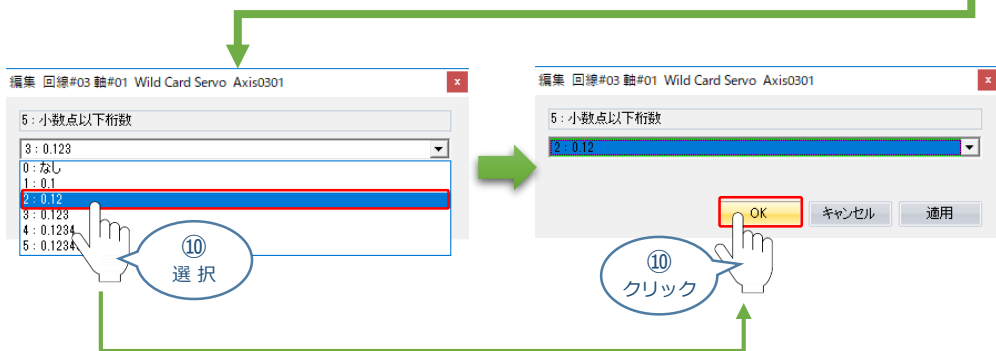 編集 回線#03 軸#01 Wild Card Servo Axis0301
x
5 : 小数点以下桁数
3 : 0.123
0 : なし
1 : 0.1
2 : 0.12
3 : 0.123
4 : 0.1234
5 : 0.1234
⑩
選 択
編集 回線#03 軸#01 Wild Card Servo Axis0301
x
5 : 小数点以下桁数
2 : 0.12
OK
キャンセル
適用
⑩
クリック